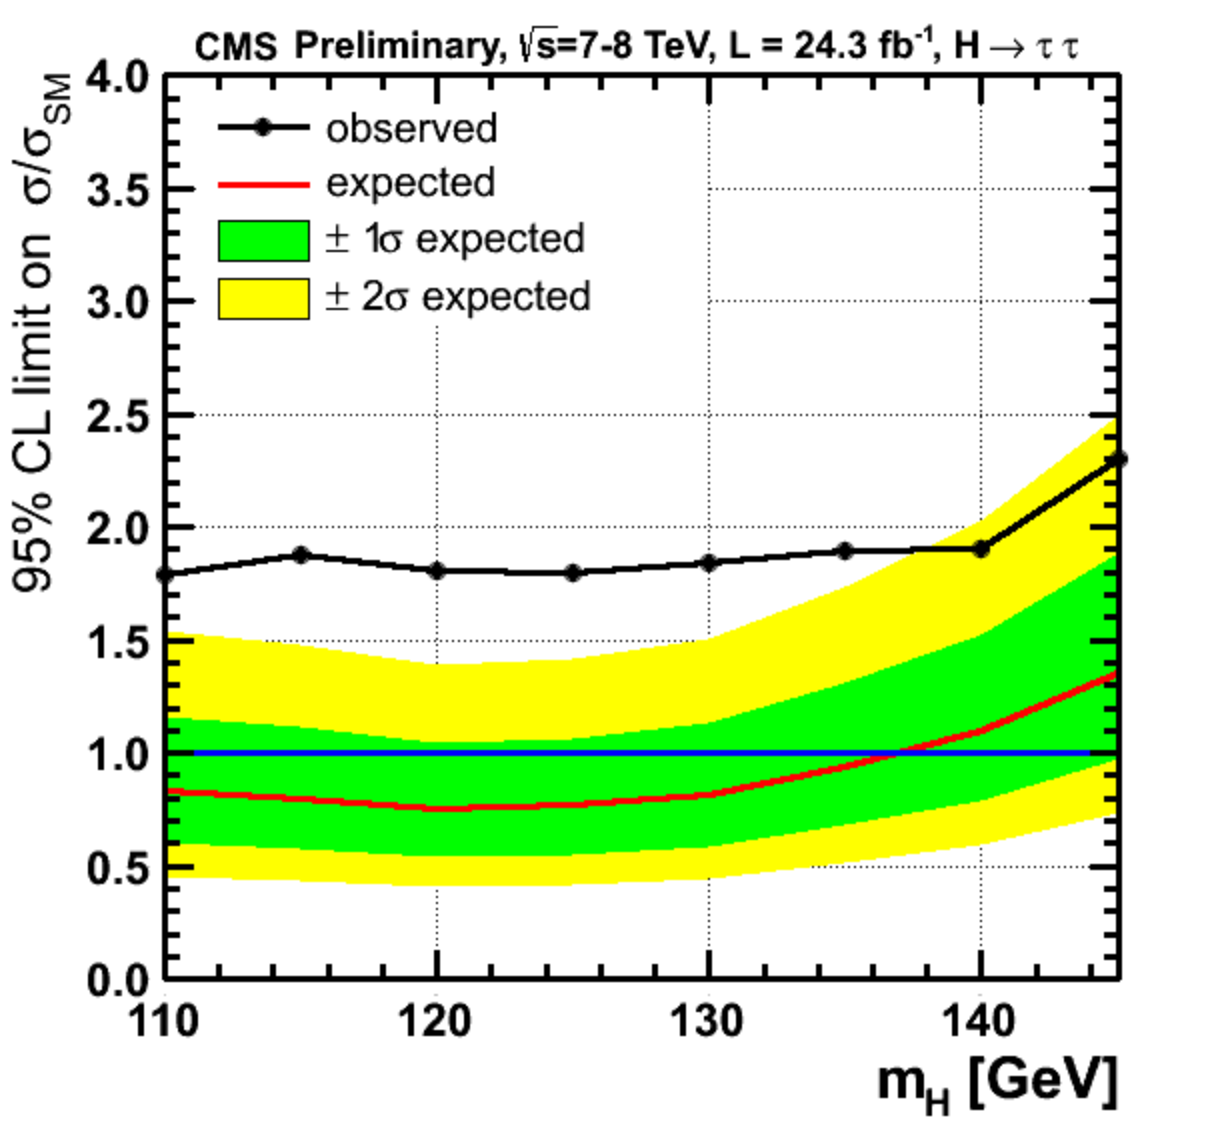 CMS Preliminary, √s=7-8 TeV, L = 24.3 fb⁻¹, H → τ τ
95% CL limit on σ/σ_SM
4.0
3.5
3.0
2.5
2.0
1.5
1.0
0.5
0.0
observed
expected
± 1σ expected
± 2σ expected
110
120
130
140
m_H [GeV]